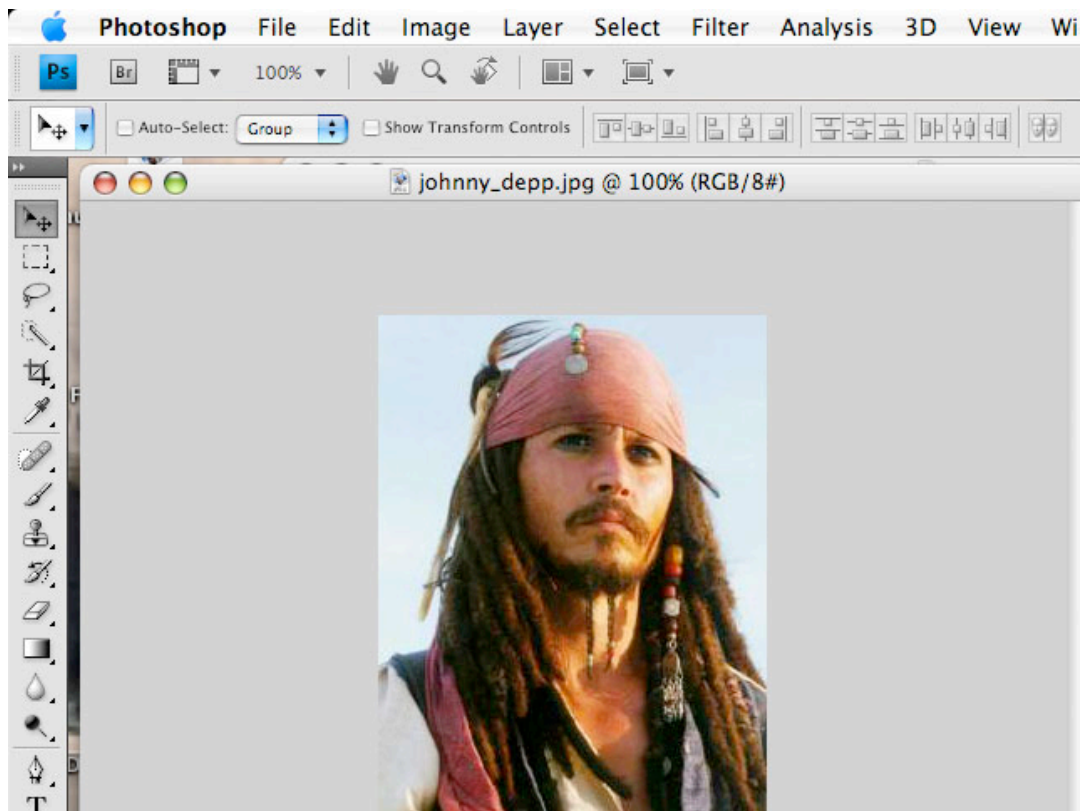 Photoshop File Edit Image Layer Select Filter Analysis 3D View Wi
Ps Br 100%
Auto-Select: Group Show Transform Controls
johnny_depp.jpg @ 100% (RGB/8#)
T